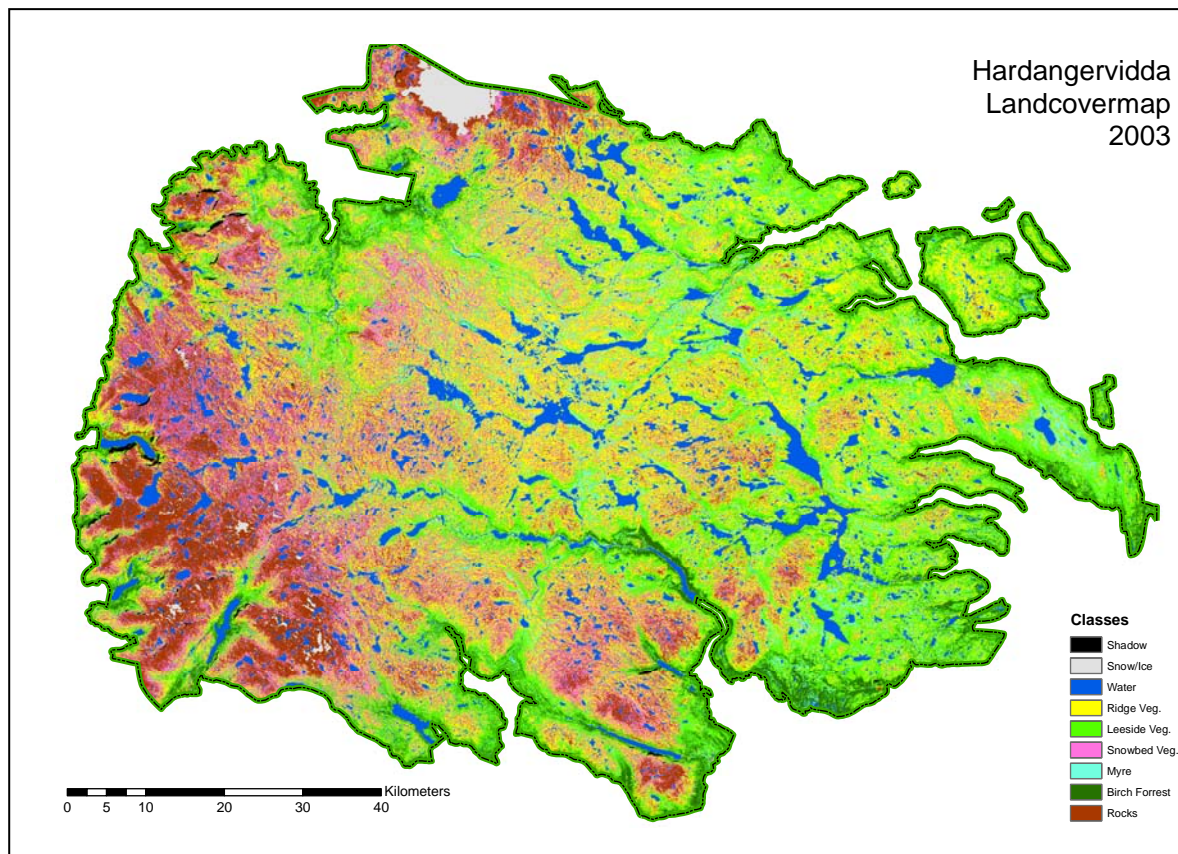 Hardangervidda
Landcovermap
2003
Classes
Shadow
Snow/Ice
Water
Ridge Veg.
Leeside Veg.
Snowbed Veg.
Myre
Birch Forrest
Rocks
Kilometers
0 5 10 20 30 40